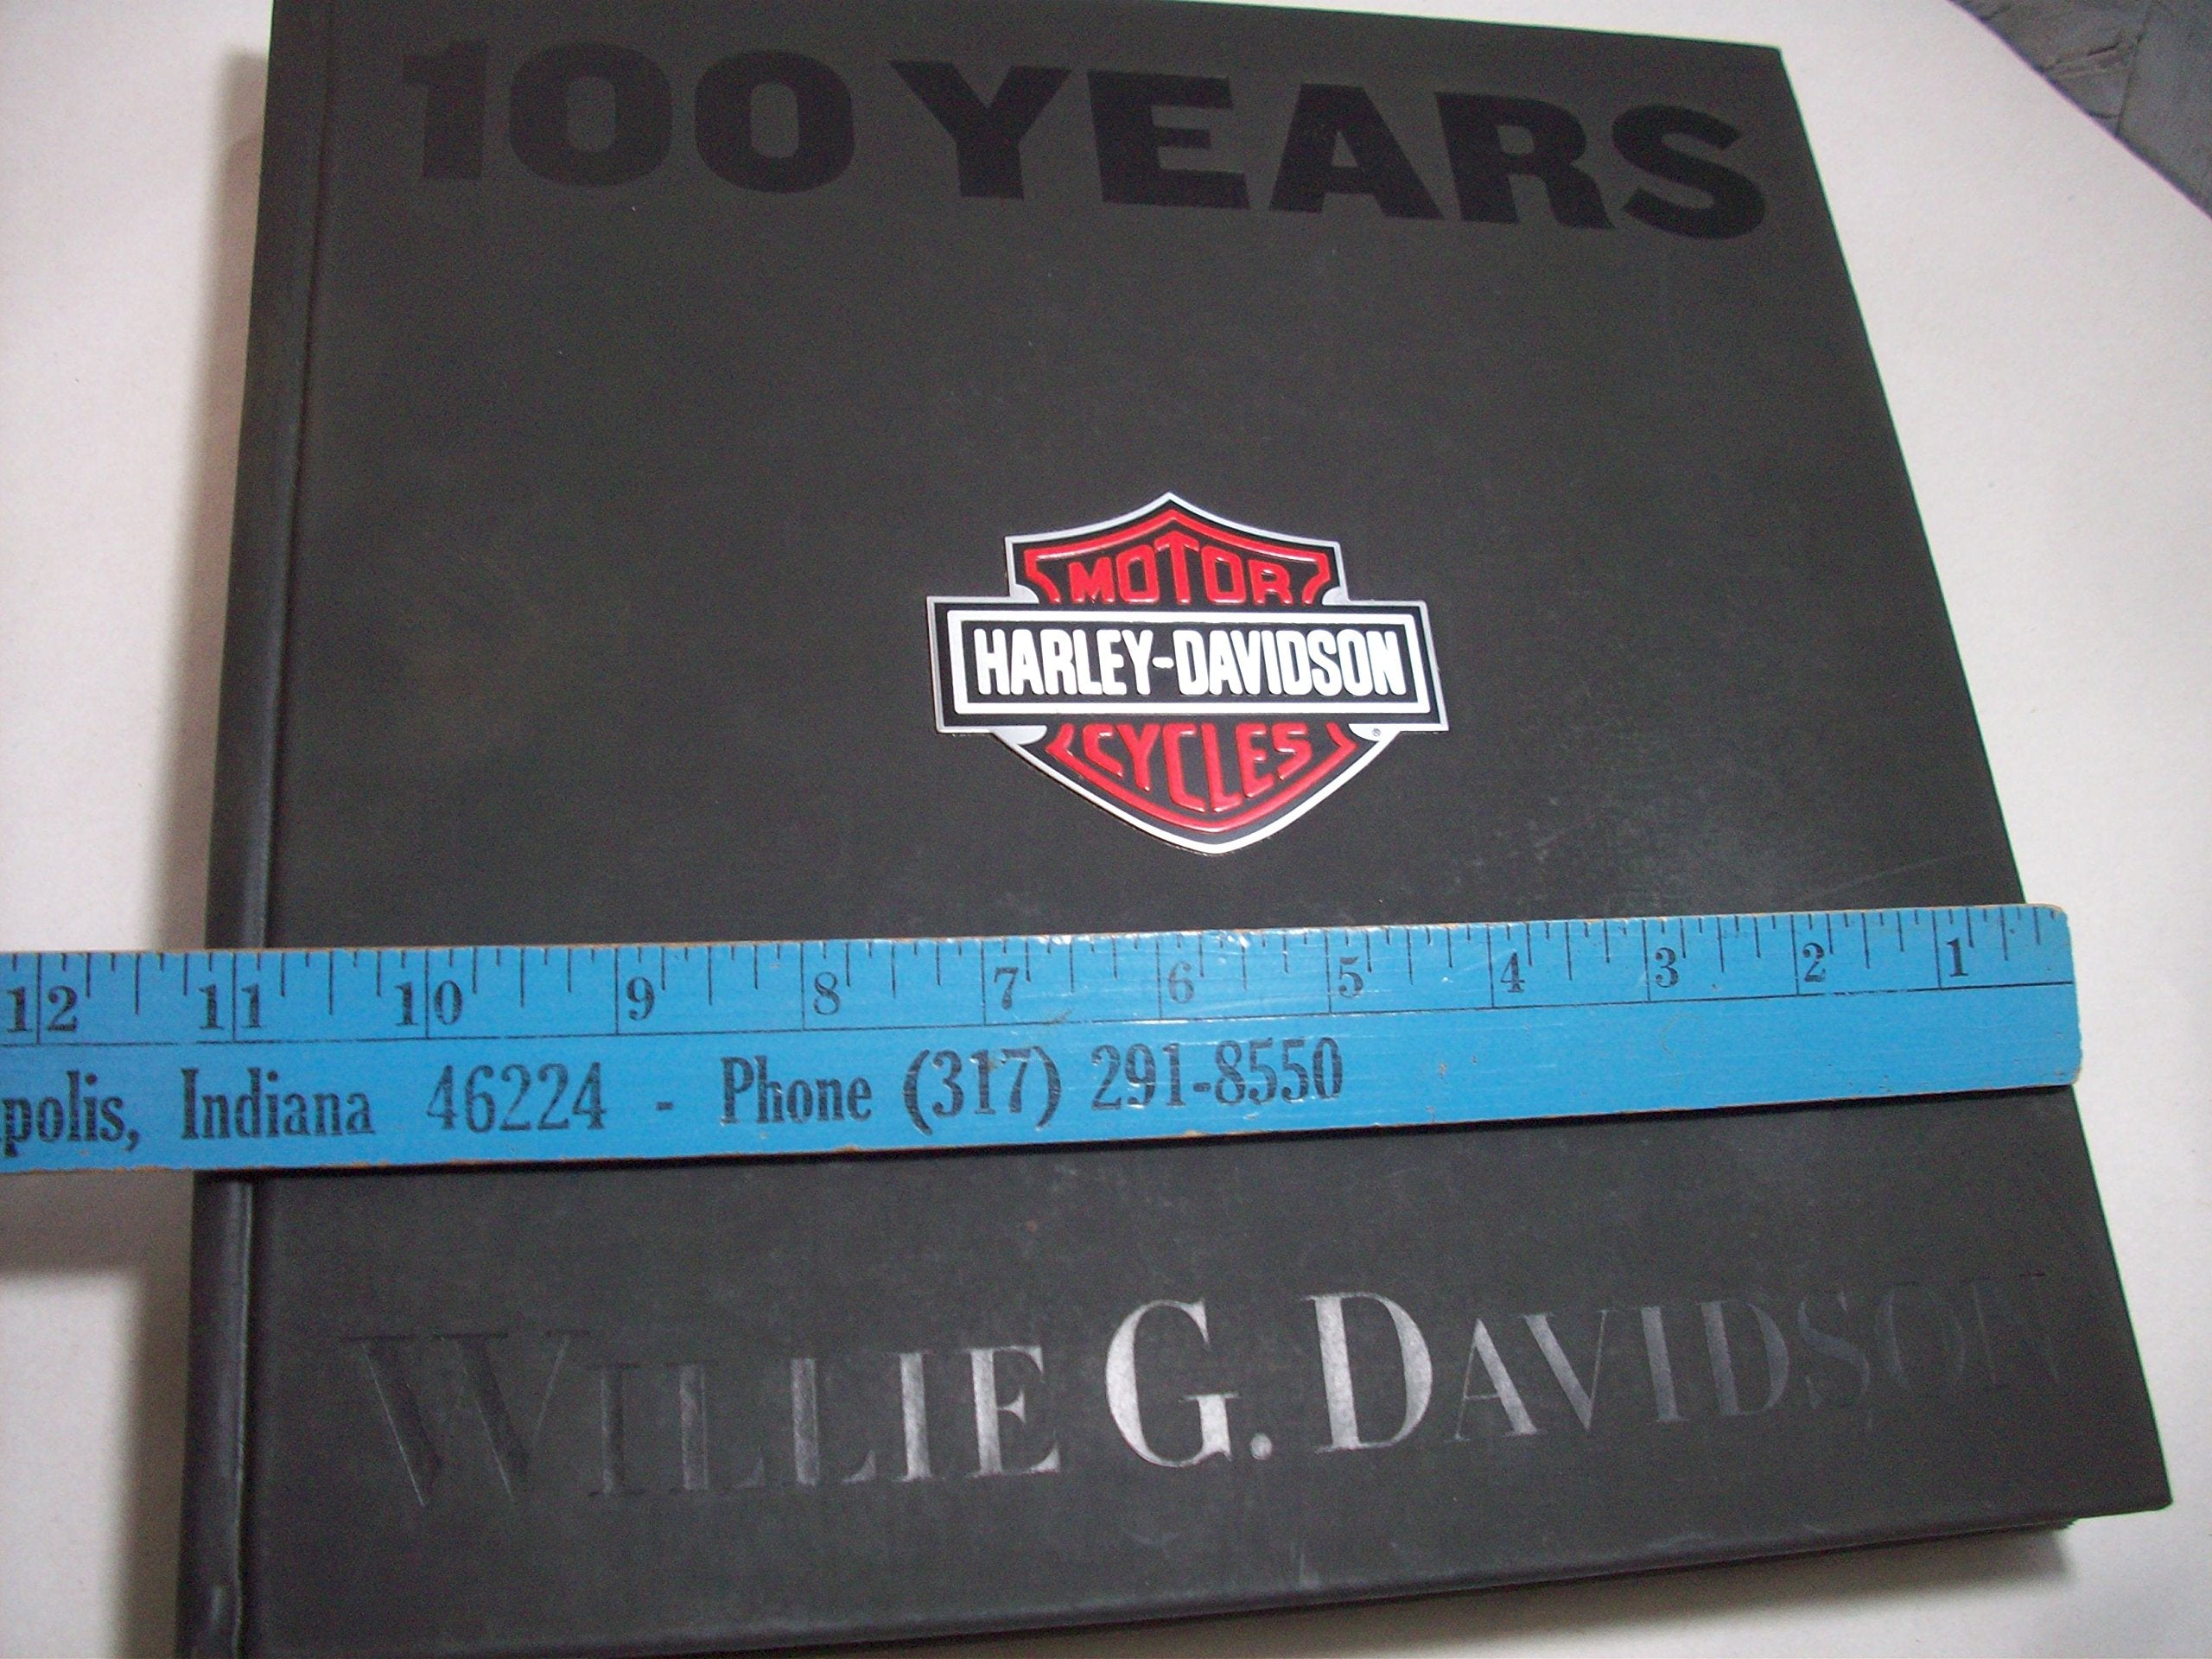 100 YEARS
MOTOR
HARLEY-DAVIDSON
CYCLES
®
12 11 10 9 8 7 6 5 4 3 2 1
polis, Indiana 46224 - Phone (317) 291-8550
WILLIE G. DAVIDSON